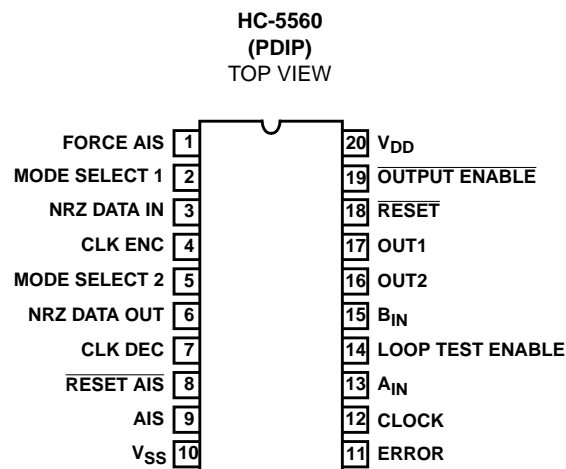 HC-5560
(PDIP)
TOP VIEW
FORCE AIS 1 20 VDD
MODE SELECT 1 2 19 OUTPUT ENABLE
NRZ DATA IN 3 18 RESET
CLK ENC 4 17 OUT1
MODE SELECT 2 5 16 OUT2
NRZ DATA OUT 6 15 BIN
CLK DEC 7 14 LOOP TEST ENABLE
RESET AIS 8 13 AIN
AIS 9 12 CLOCK
VSS 10 11 ERROR